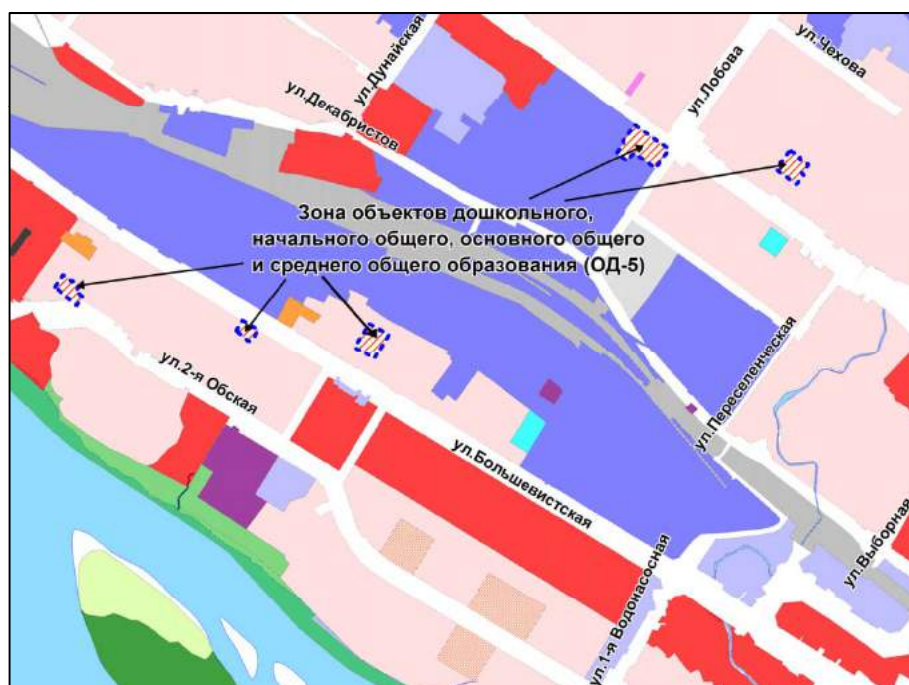 ул.Дунайская
ул.Лобова
ул.Чехова
ул.Декабристов
Зона объектов дошкольного,
начального общего, основного общего
и среднего общего образования (ОД-5)
ул.2-я Обская
ул.Переселенческая
ул.Большевистская
ул.1-я Водонасосная
ул.Выборная